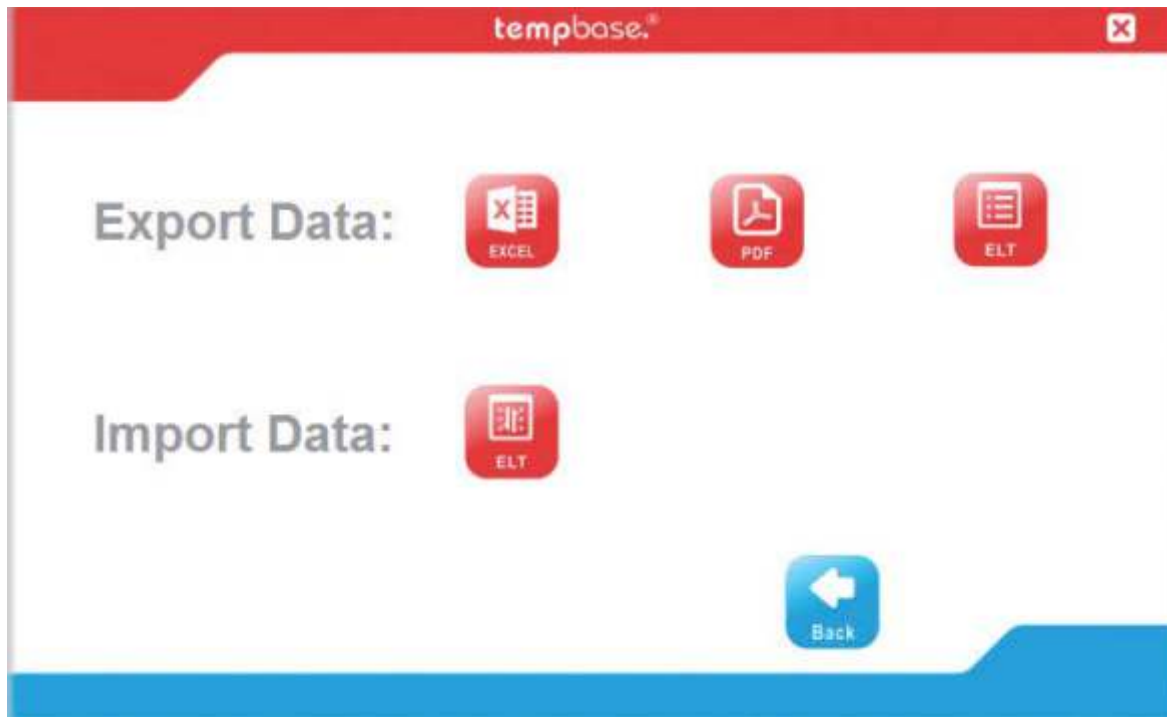 tempbase.®
Export Data:
EXCEL
PDF
ELT
Import Data:
ELT
Back